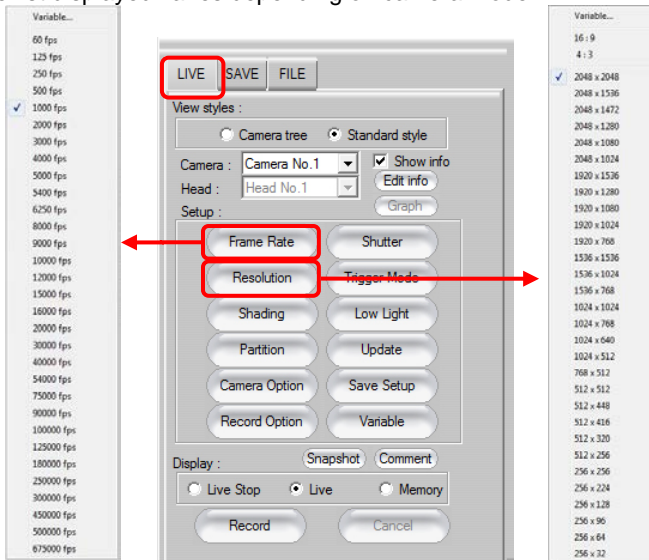 Variable...
60 fps
125 fps
250 fps
500 fps
1000 fps
2000 fps
3000 fps
4000 fps
5000 fps
5400 fps
6250 fps
8000 fps
9000 fps
10000 fps
12000 fps
15000 fps
16000 fps
20000 fps
30000 fps
40000 fps
54000 fps
75000 fps
90000 fps
100000 fps
125000 fps
180000 fps
250000 fps
300000 fps
450000 fps
500000 fps
675000 fps
LIVE SAVE FILE
View styles :
Camera tree Standard style
Camera : Camera No.1 Show info
Head : Head No.1 Edit info
Setup : Graph
Frame Rate Shutter
Resolution Trigger Mode
Shading Low Light
Partition Update
Camera Option Save Setup
Record Option Variable
Display : Snapshot Comment
Live Stop Live Memory
Record Cancel
Variable...
16 : 9
4 : 3
2048 x 2048
2048 x 1536
2048 x 1472
2048 x 1280
2048 x 1080
2048 x 1024
1920 x 1536
1920 x 1280
1920 x 1080
1920 x 1024
1920 x 768
1536 x 1536
1536 x 1024
1536 x 768
1024 x 1024
1024 x 768
1024 x 640
1024 x 512
768 x 512
512 x 512
512 x 448
512 x 416
512 x 320
512 x 256
256 x 256
256 x 224
256 x 128
256 x 96
256 x 64
256 x 32